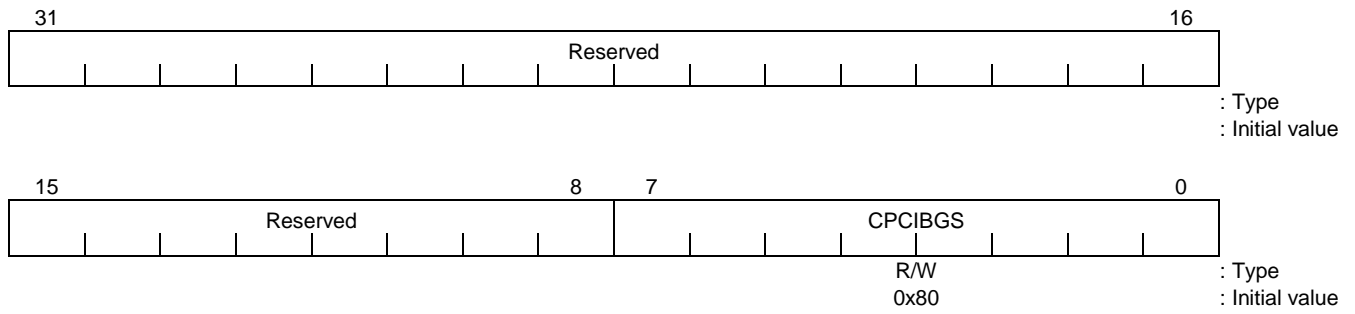 31 16
Reserved
: Type
: Initial value
15 8 7 0
Reserved CPCIBGS
R/W : Type
0x80 : Initial value